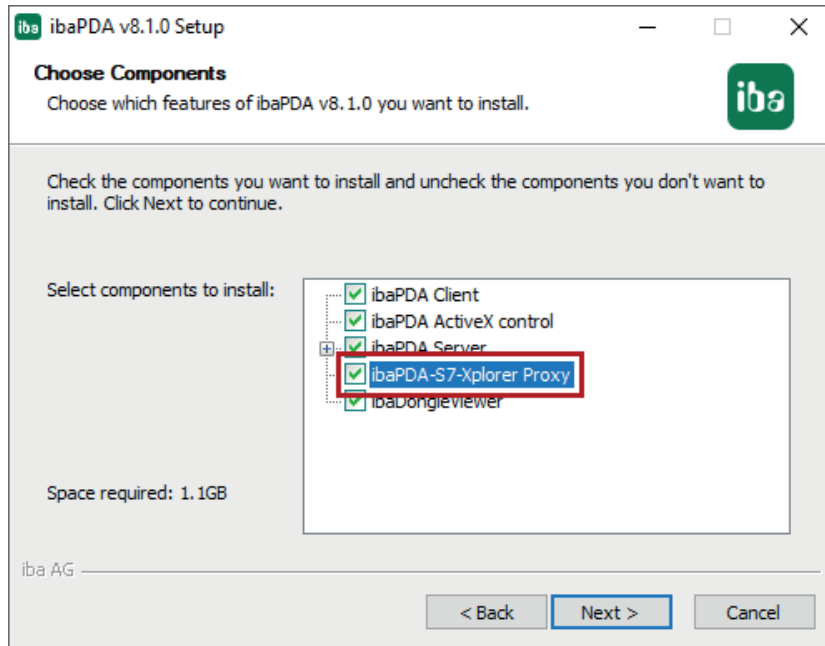 iba ibaPDA v8.1.0 Setup
Choose Components
Choose which features of ibaPDA v8.1.0 you want to install.
iba
Check the components you want to install and uncheck the components you don't want to
install. Click Next to continue.
Select components to install:
ibaPDA Client
ibaPDA ActiveX control
ibaPDA Server
ibaPDA-S7-Xplorer Proxy
ibaDongleViewer
Space required: 1.1GB
iba AG
< Back
Next >
Cancel